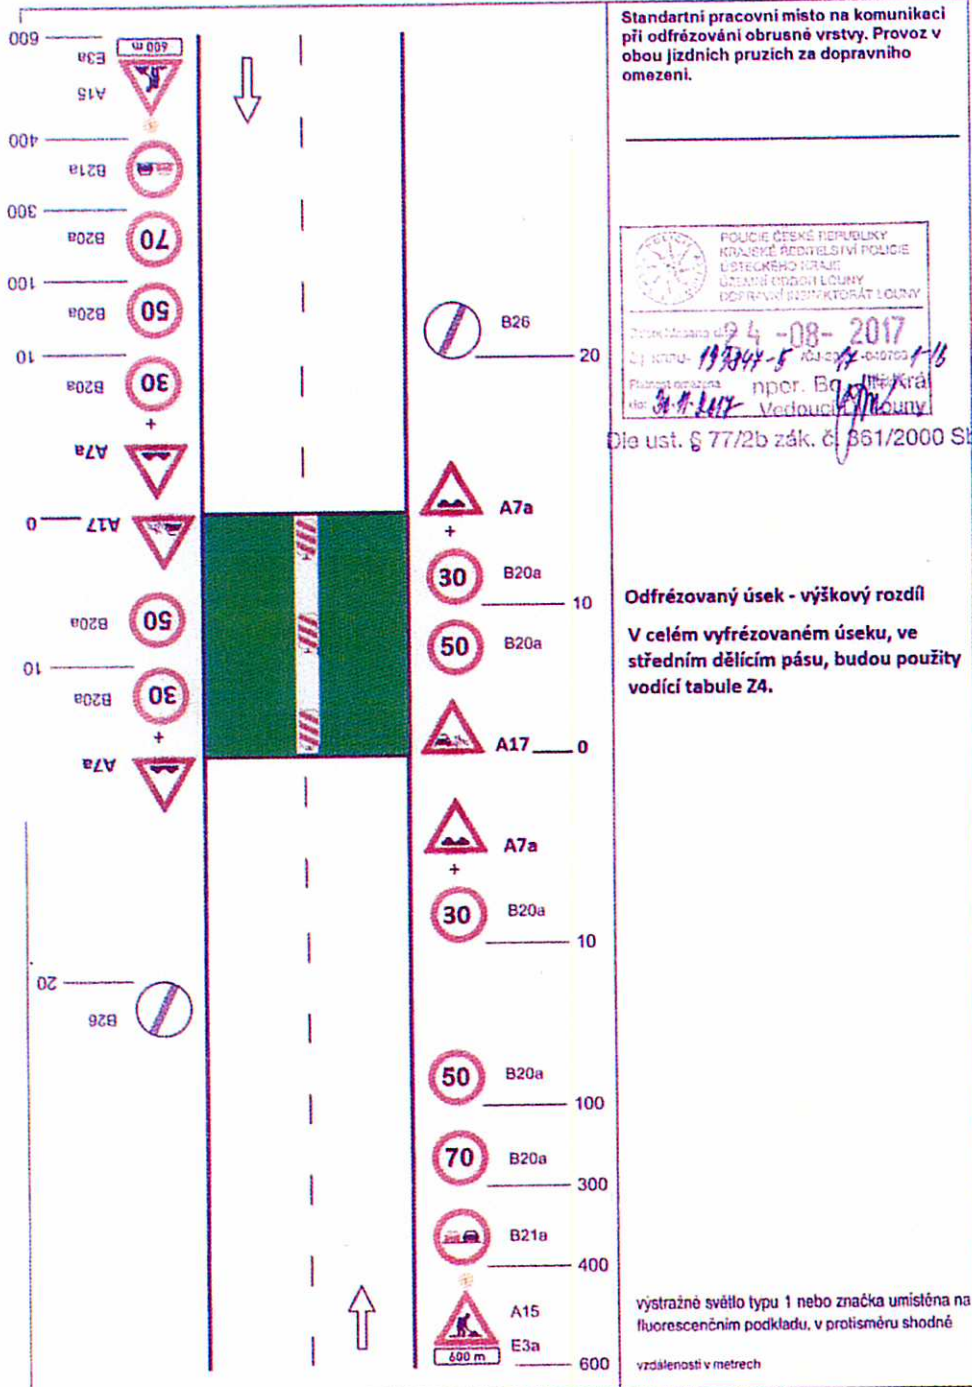 Standartní pracovní místo na komunikaci
při odfrézování obrusné vrstvy. Provoz v
obou jízdních pruzích za dopravního
omezení.
POLICIE ČESKÉ REPUBLIKY
KRAJSKÉ ŘEDITELSTVÍ POLICIE
ÚSTECKÉHO KRAJE
ÚZEMNÍ ODBOR LOUNY
DOPRAVNÍ INSPEKTORÁT LOUNY
24 -08- 2017
npor. Král
Vedoucí Louny
Dle ust. § 77/2b zák. č. 361/2000 Sb
600
E3a
600 m
A15
400
B21a
300
B20a
70
100
B20a
50
10
B20a
30
+
A7a
0
A17
B20a
50
10
B20a
30
+
A7a
20
B26
B26
20
A7a
+
30
B20a
10
50
B20a
A17
0
A7a
+
30
B20a
10
50
B20a
100
70
B20a
300
B21a
400
A15
E3a
600 m
600
Odfrézovaný úsek - výškový rozdíl
V celém vyfrézovaném úseku, ve
středním dělícím pásu, budou použity
vodící tabule Z4.
výstražné světlo typu 1 nebo značka umístěna na
fluorescenčním podkladu, v protisměru shodně
vzdálenosti v metrech